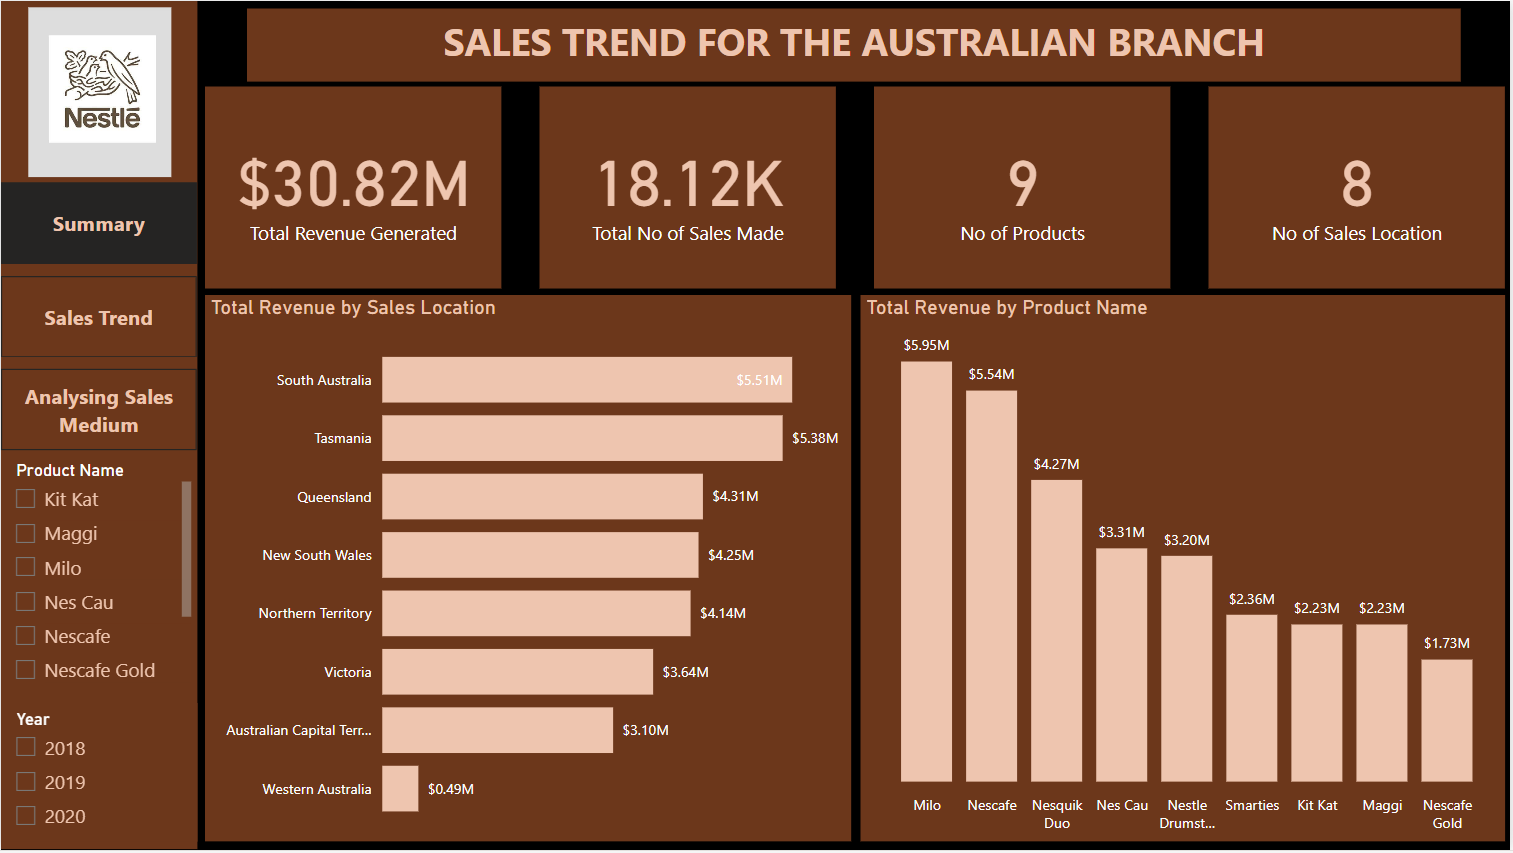 Nestlé
SALES TREND FOR THE AUSTRALIAN BRANCH
$30.82M
Total Revenue Generated
18.12K
Total No of Sales Made
9
No of Products
8
No of Sales Location
Summary
Sales Trend
Analysing Sales
Medium
Product Name
Kit Kat
Maggi
Milo
Nes Cau
Nescafe
Nescafe Gold
Year
2018
2019
2020
Total Revenue by Sales Location
South Australia $5.51M
Tasmania $5.38M
Queensland $4.31M
New South Wales $4.25M
Northern Territory $4.14M
Victoria $3.64M
Australian Capital Terr... $3.10M
Western Australia $0.49M
Total Revenue by Product Name
$5.95M
$5.54M
$4.27M
$3.31M
$3.20M
$2.36M
$2.23M
$2.23M
$1.73M
Milo
Nescafe
Nesquik
Duo
Nes Cau
Nestle
Drumst...
Smarties
Kit Kat
Maggi
Nescafe
Gold